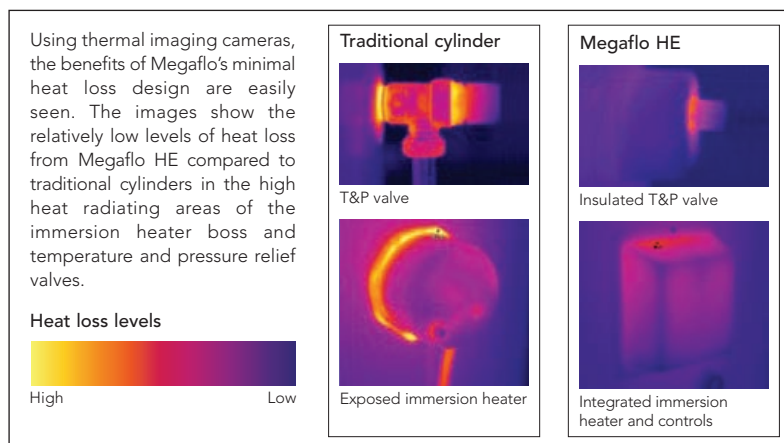 Using thermal imaging cameras,
the benefits of Megaflo's minimal
heat loss design are easily
seen. The images show the
relatively low levels of heat loss
from Megaflo HE compared to
traditional cylinders in the high
heat radiating areas of the
immersion heater boss and
temperature and pressure relief
valves.
Heat loss levels
High
Low
Traditional cylinder
T&P valve
Exposed immersion heater
Megaflo HE
Insulated T&P valve
Integrated immersion
heater and controls